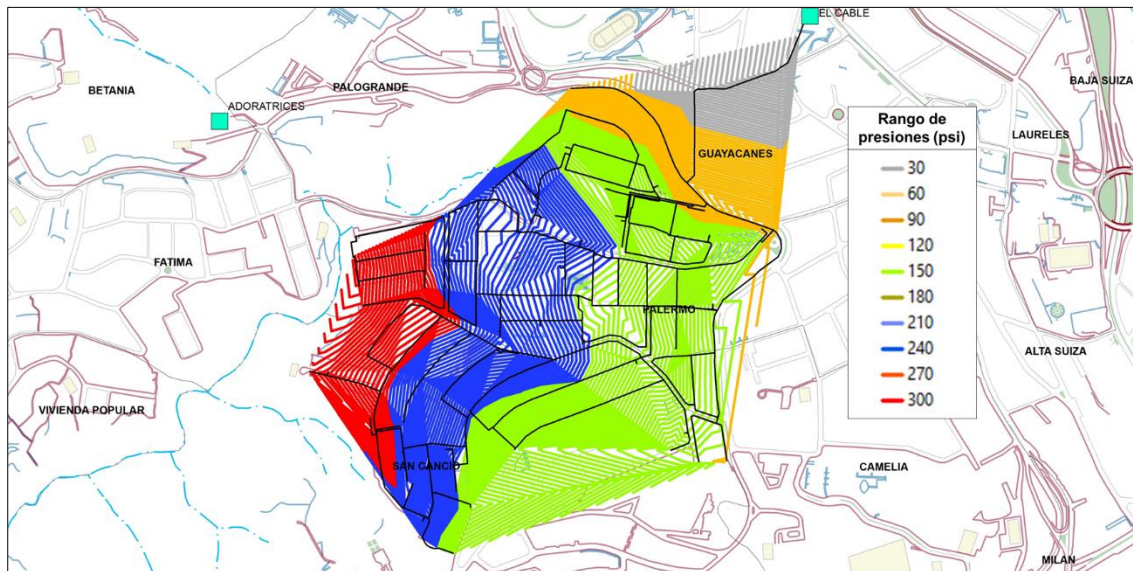 EL CABLE
BETANIA
PALOGRANDE
BAJA SUIZA
ADORATRICES
LAURELES
GUAYACANES
Rango de
presiones (psi)
30
60
90
120
150
180
210
240
270
300
FATIMA
PALERMO
ALTA SUIZA
VIVIENDA POPULAR
SAN CANCIO
CAMELIA
MILAN